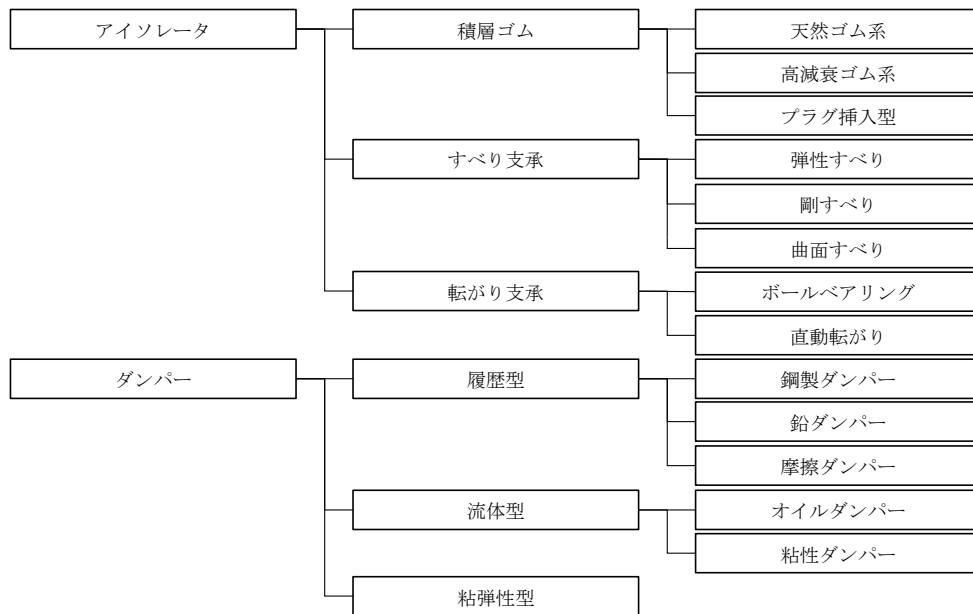 アイソレータ
積層ゴム
天然ゴム系
高減衰ゴム系
プラグ挿入型
すべり支承
弾性すべり
剛すべり
曲面すべり
転がり支承
ボールベアリング
直動転がり
ダンパー
履歴型
鋼製ダンパー
鉛ダンパー
摩擦ダンパー
流体型
オイルダンパー
粘性ダンパー
粘弾性型